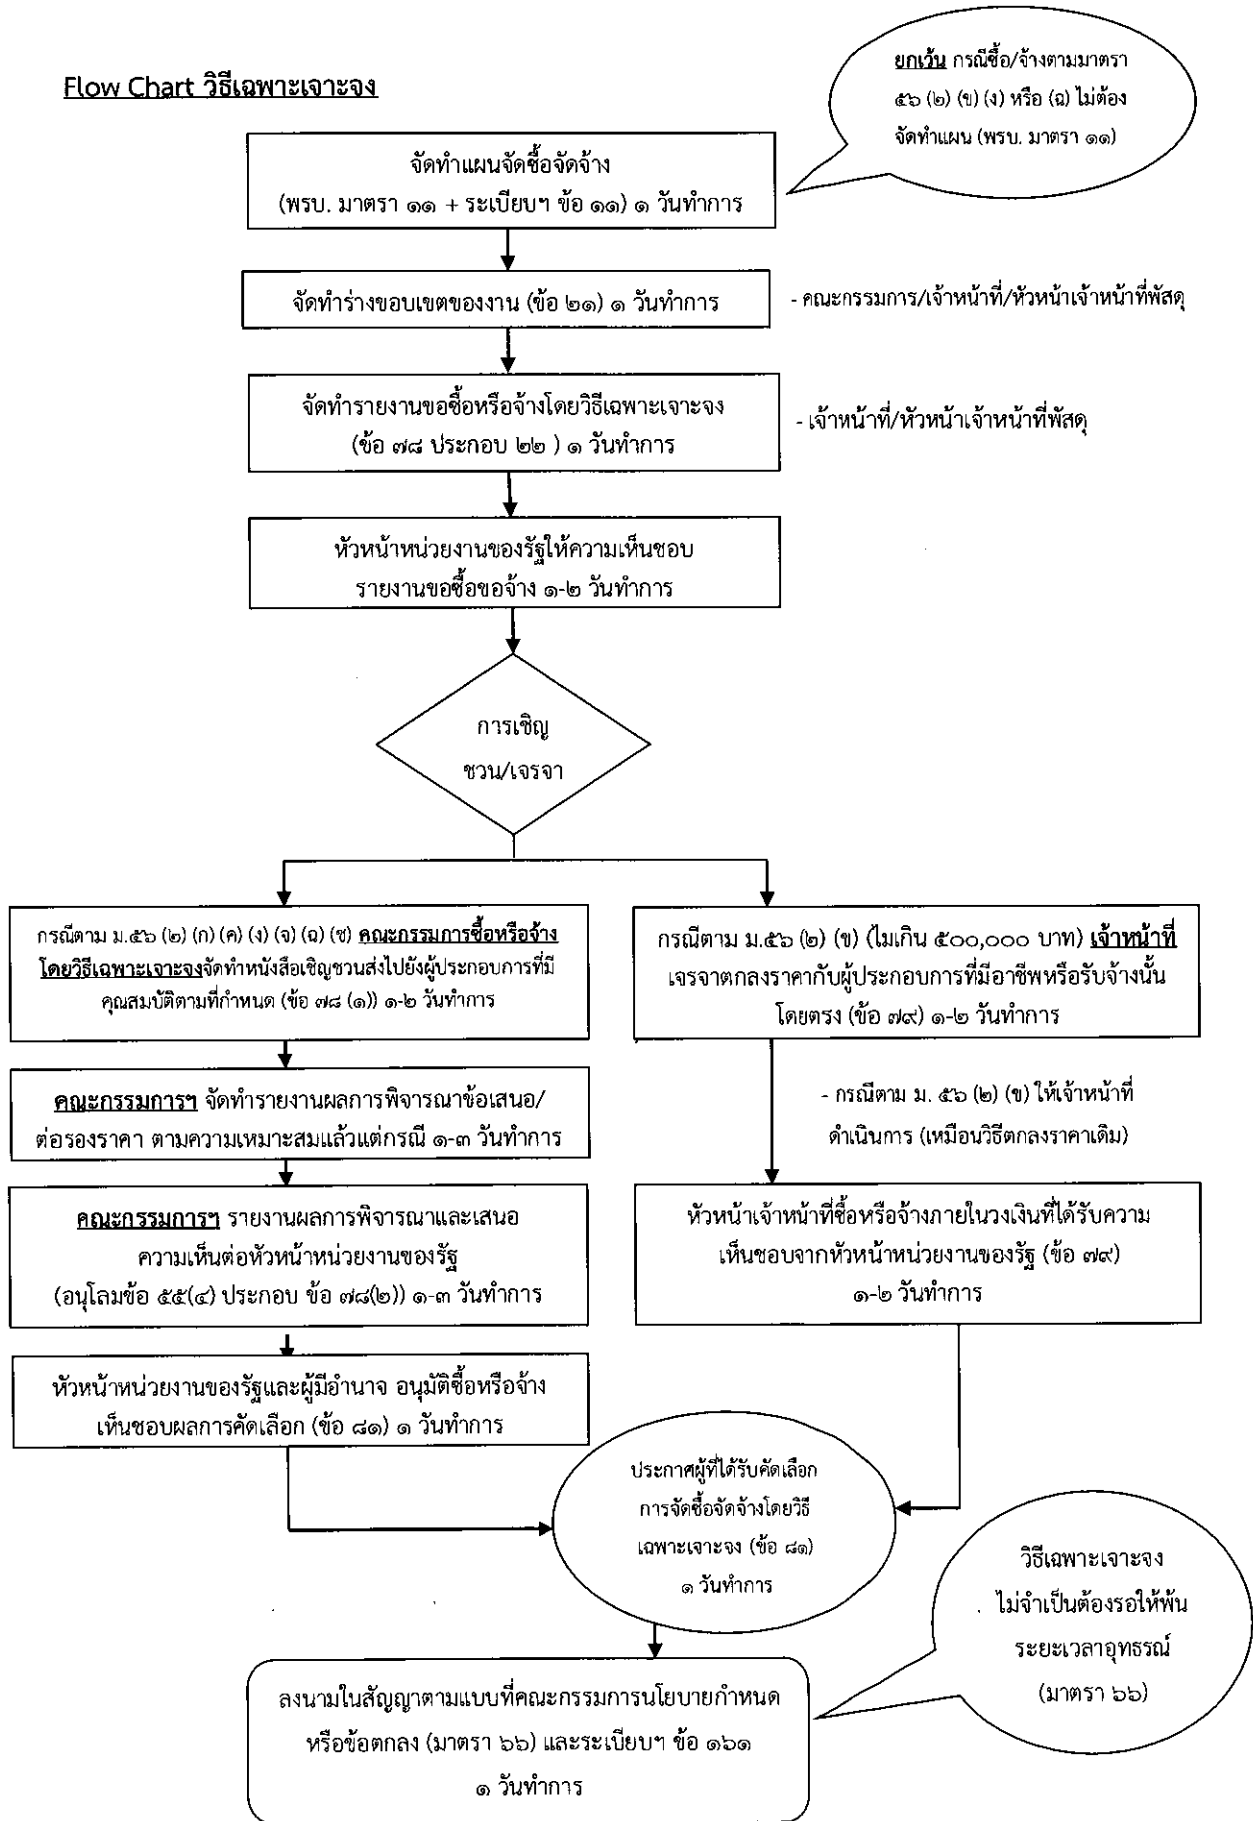 Flow Chart วิธีเฉพาะเจาะจง
ยกเว้น กรณีซื้อ/จ้างตามมาตรา
๕๖ (๒) (ข) (ง) หรือ (ฉ) ไม่ต้อง
จัดทำแผน (พรบ. มาตรา ๑๑)
จัดทำแผนจัดซื้อจัดจ้าง
(พรบ. มาตรา ๑๑ + ระเบียบฯ ข้อ ๑๑) ๑ วันทำการ
จัดทำร่างขอบเขตของงาน (ข้อ ๒๑) ๑ วันทำการ
- คณะกรรมการ/เจ้าหน้าที่/หัวหน้าเจ้าหน้าที่พัสดุ
จัดทำรายงานขอซื้อหรือจ้างโดยวิธีเฉพาะเจาะจง
(ข้อ ๗๘ ประกอบ ๒๒ ) ๑ วันทำการ
- เจ้าหน้าที่/หัวหน้าเจ้าหน้าที่พัสดุ
หัวหน้าหน่วยงานของรัฐให้ความเห็นชอบ
รายงานขอซื้อขอจ้าง ๑-๒ วันทำการ
การเชิญ
ชวน/เจรจา
กรณีตาม ม.๕๖ (๒) (ก) (ค) (ง) (จ) (ฉ) (ช) คณะกรรมการซื้อหรือจ้าง
โดยวิธีเฉพาะเจาะจงจัดทำหนังสือเชิญชวนส่งไปยังผู้ประกอบการที่มี
คุณสมบัติตามที่กำหนด (ข้อ ๗๘ (๑)) ๑-๒ วันทำการ
กรณีตาม ม.๕๖ (๒) (ข) (ไมเกิน ๕๐๐,๐๐๐ บาท) เจ้าหน้าที่
เจรจาตกลงราคากับผู้ประกอบการที่มีอาชีพหรือรับจ้างนั้น
โดยตรง (ข้อ ๗๙) ๑-๒ วันทำการ
คณะกรรมการฯ จัดทำรายงานผลการพิจารณาข้อเสนอ/
ต่อรองราคา ตามความเหมาะสมแล้วแต่กรณี ๑-๓ วันทำการ
- กรณีตาม ม. ๕๖ (๒) (ข) ให้เจ้าหน้าที่
ดำเนินการ (เหมือนวิธีตกลงราคาเดิม)
คณะกรรมการฯ รายงานผลการพิจารณาและเสนอ
ความเห็นต่อหัวหน้าหน่วยงานของรัฐ
(อนุโลมข้อ ๕๕(๔) ประกอบ ข้อ ๗๘(๒)) ๑-๓ วันทำการ
หัวหน้าเจ้าหน้าที่ซื้อหรือจ้างภายในวงเงินที่ได้รับความ
เห็นชอบจากหัวหน้าหน่วยงานของรัฐ (ข้อ ๗๙)
๑-๒ วันทำการ
หัวหน้าหน่วยงานของรัฐและผู้มีอำนาจ อนุมัติซื้อหรือจ้าง
เห็นชอบผลการคัดเลือก (ข้อ ๘๑) ๑ วันทำการ
ประกาศผู้ที่ได้รับคัดเลือก
การจัดซื้อจัดจ้างโดยวิธี
เฉพาะเจาะจง (ข้อ ๘๑)
๑ วันทำการ
วิธีเฉพาะเจาะจง
ไม่จำเป็นต้องรอให้พ้น
ระยะเวลาอุทธรณ์
(มาตรา ๖๖)
ลงนามในสัญญาตามแบบที่คณะกรรมการนโยบายกำหนด
หรือข้อตกลง (มาตรา ๖๖) และระเบียบฯ ข้อ ๑๖๑
๑ วันทำการ